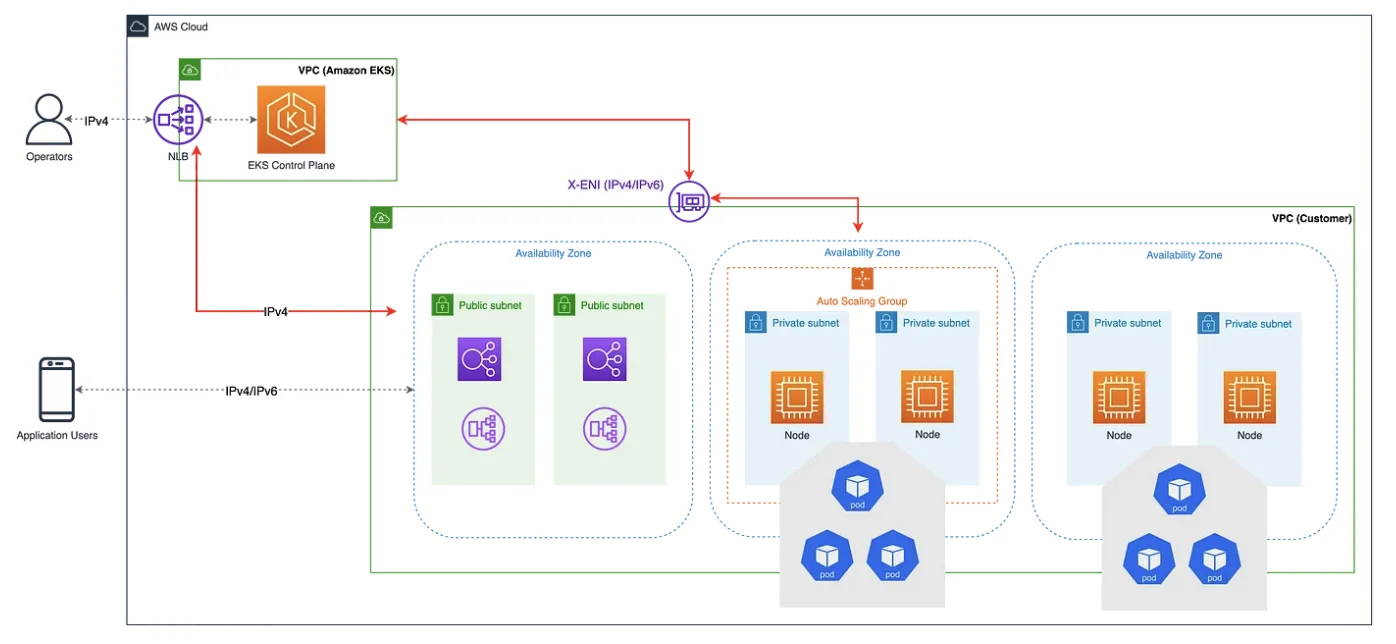 AWS Cloud
VPC (Amazon EKS)
IPv4
NLB
EKS Control Plane
Operators
X-ENI (IPv4/IPv6)
VPC (Customer)
Availability Zone
Availability Zone
Availability Zone
Auto Scaling Group
Public subnet
Public subnet
Private subnet
Private subnet
Private subnet
Private subnet
IPv4
IPv4/IPv6
Application Users
Node
Node
Node
Node
pod
pod
pod
pod
pod
pod